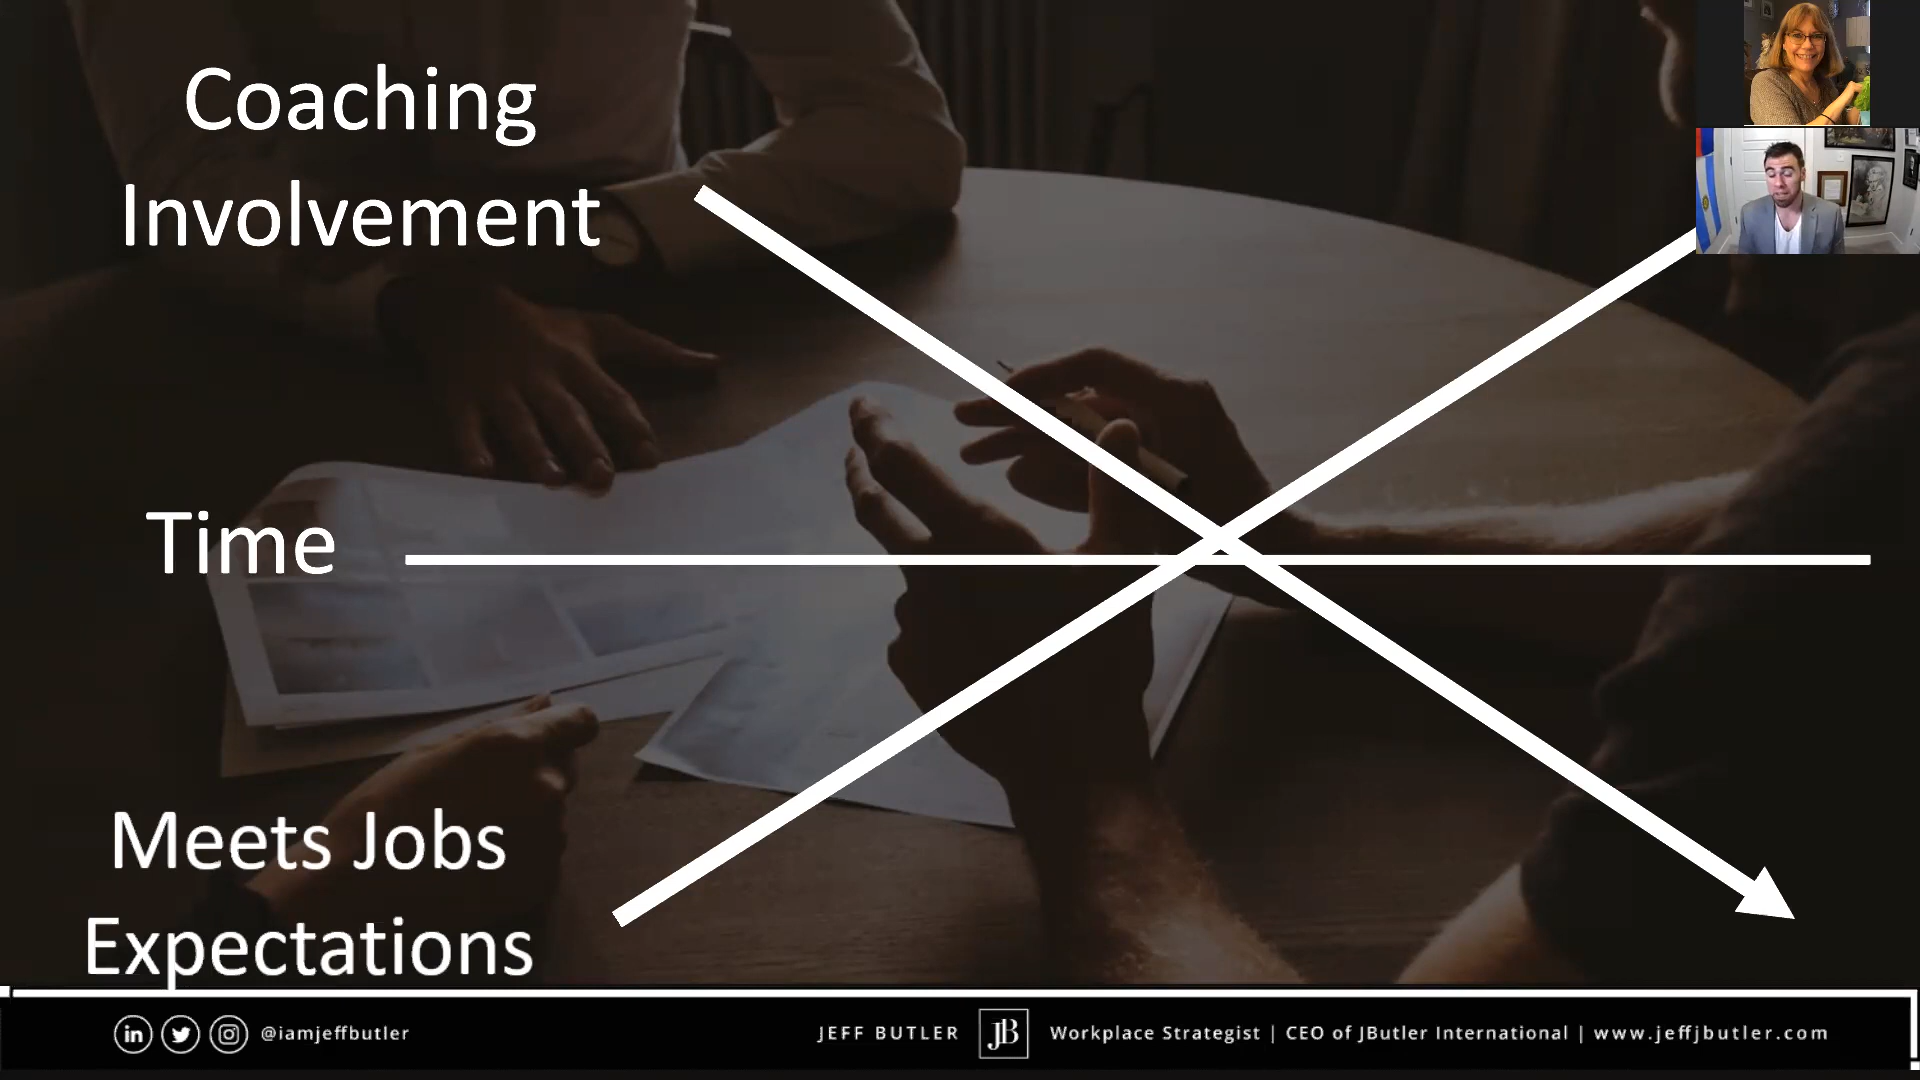 Coaching
Involvement
Time
Meets Jobs
Expectations
in
@iamjeffbutler
JEFF BUTLER
JB
Workplace Strategist | CEO of JButler International | www.jeffjbutler.com